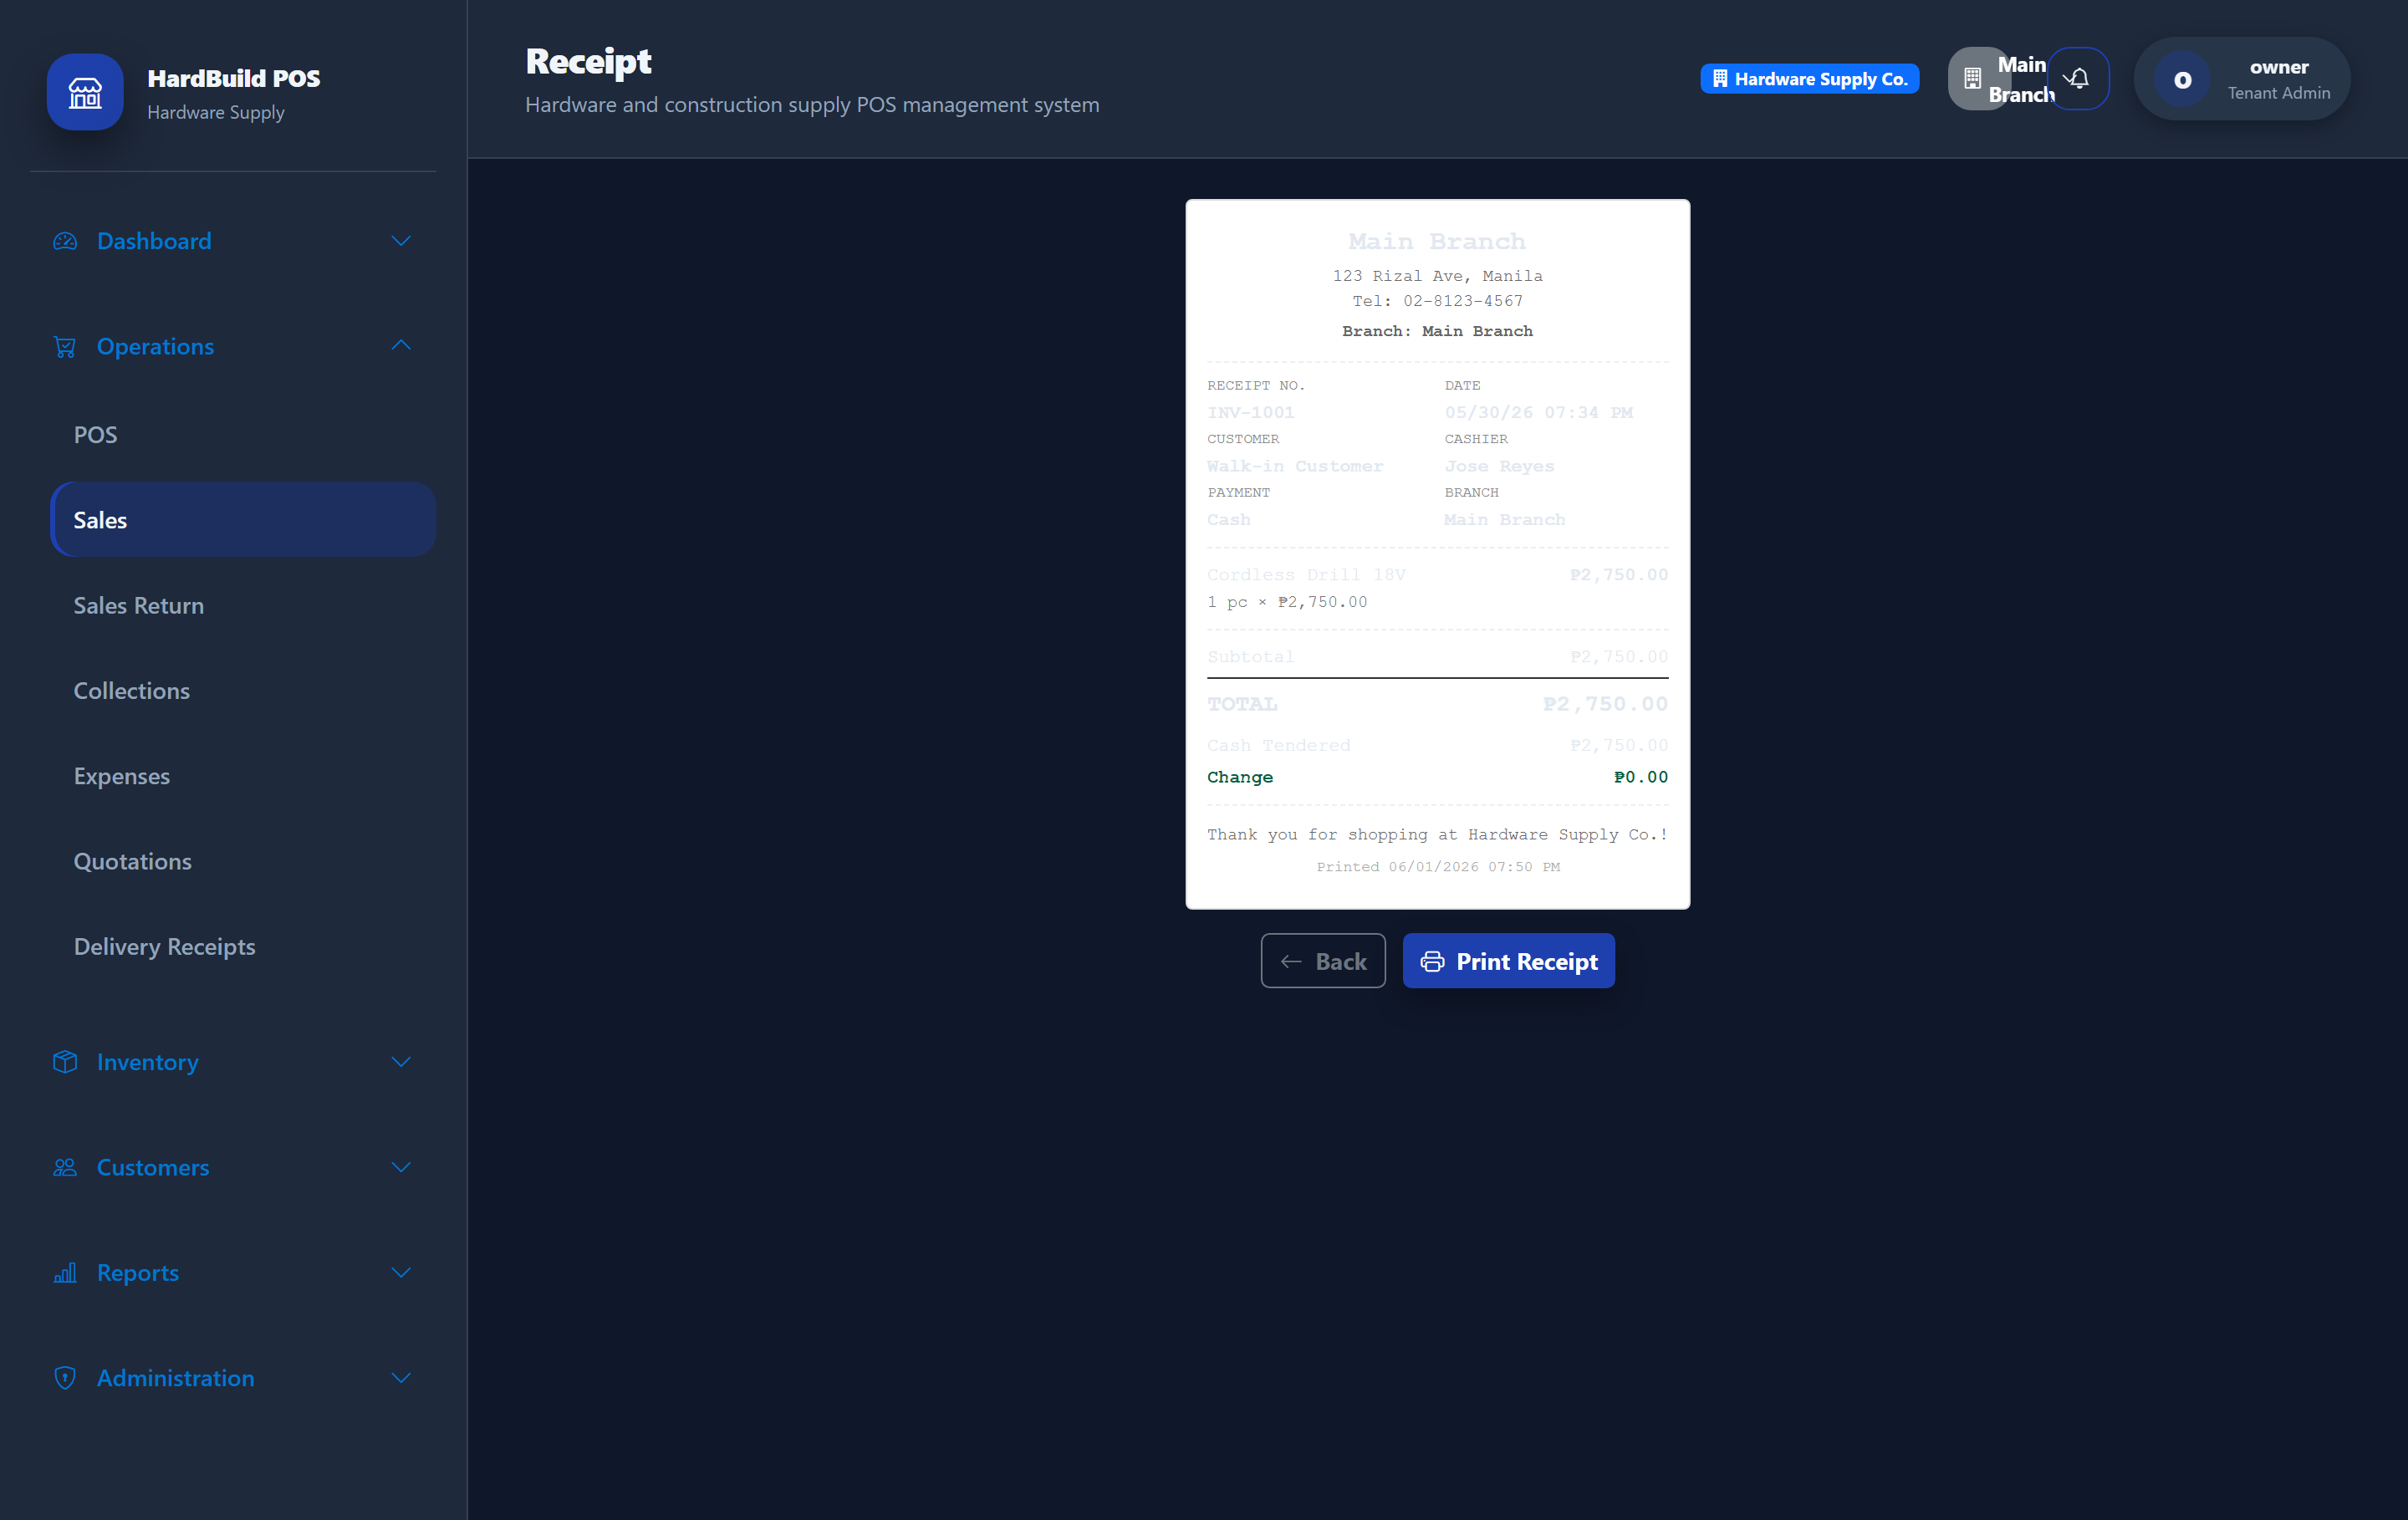 HardBuild POS
Hardware Supply
Dashboard
Operations
POS
Sales
Sales Return
Collections
Expenses
Quotations
Delivery Receipts
Inventory
Customers
Reports
Administration
Receipt
Hardware and construction supply POS management system
Hardware Supply Co.
Main
Branch
o
owner
Tenant Admin
Main Branch
123 Rizal Ave, Manila
Tel: 02-8123-4567
Branch: Main Branch
RECEIPT NO. DATE
INV-1001 05/30/26 07:34 PM
CUSTOMER CASHIER
Walk-in Customer Jose Reyes
PAYMENT BRANCH
Cash Main Branch
Cordless Drill 18V ₱2,750.00
1 pc × ₱2,750.00
Subtotal ₱2,750.00
TOTAL ₱2,750.00
Cash Tendered ₱2,750.00
Change ₱0.00
Thank you for shopping at Hardware Supply Co.!
Printed 06/01/2026 07:50 PM
Back
Print Receipt